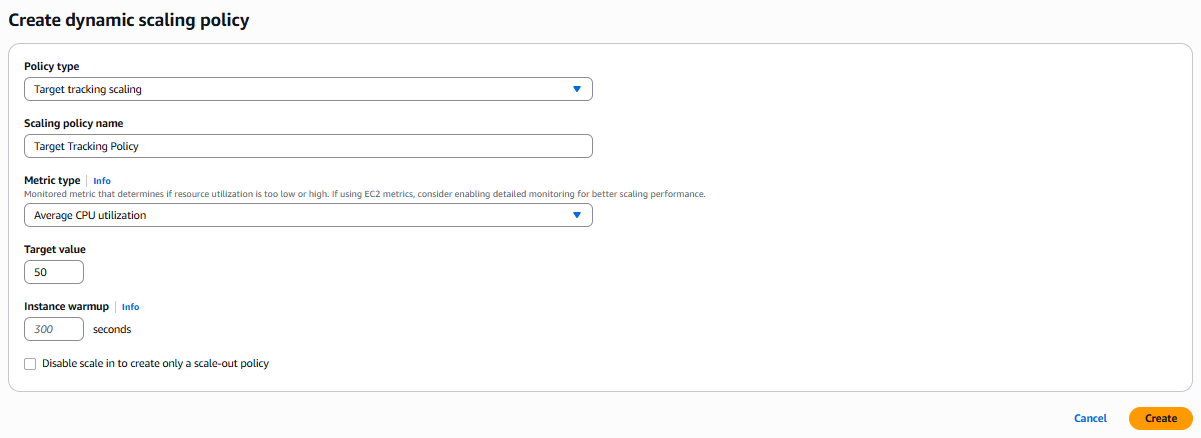 Create dynamic scaling policy
Policy type
Target tracking scaling
Scaling policy name
Target Tracking Policy
Metric type Info
Monitored metric that determines if resource utilization is too low or high. If using EC2 metrics, consider enabling detailed monitoring for better scaling performance.
Average CPU utilization
Target value
50
Instance warmup Info
300 seconds
Disable scale in to create only a scale-out policy
Cancel Create